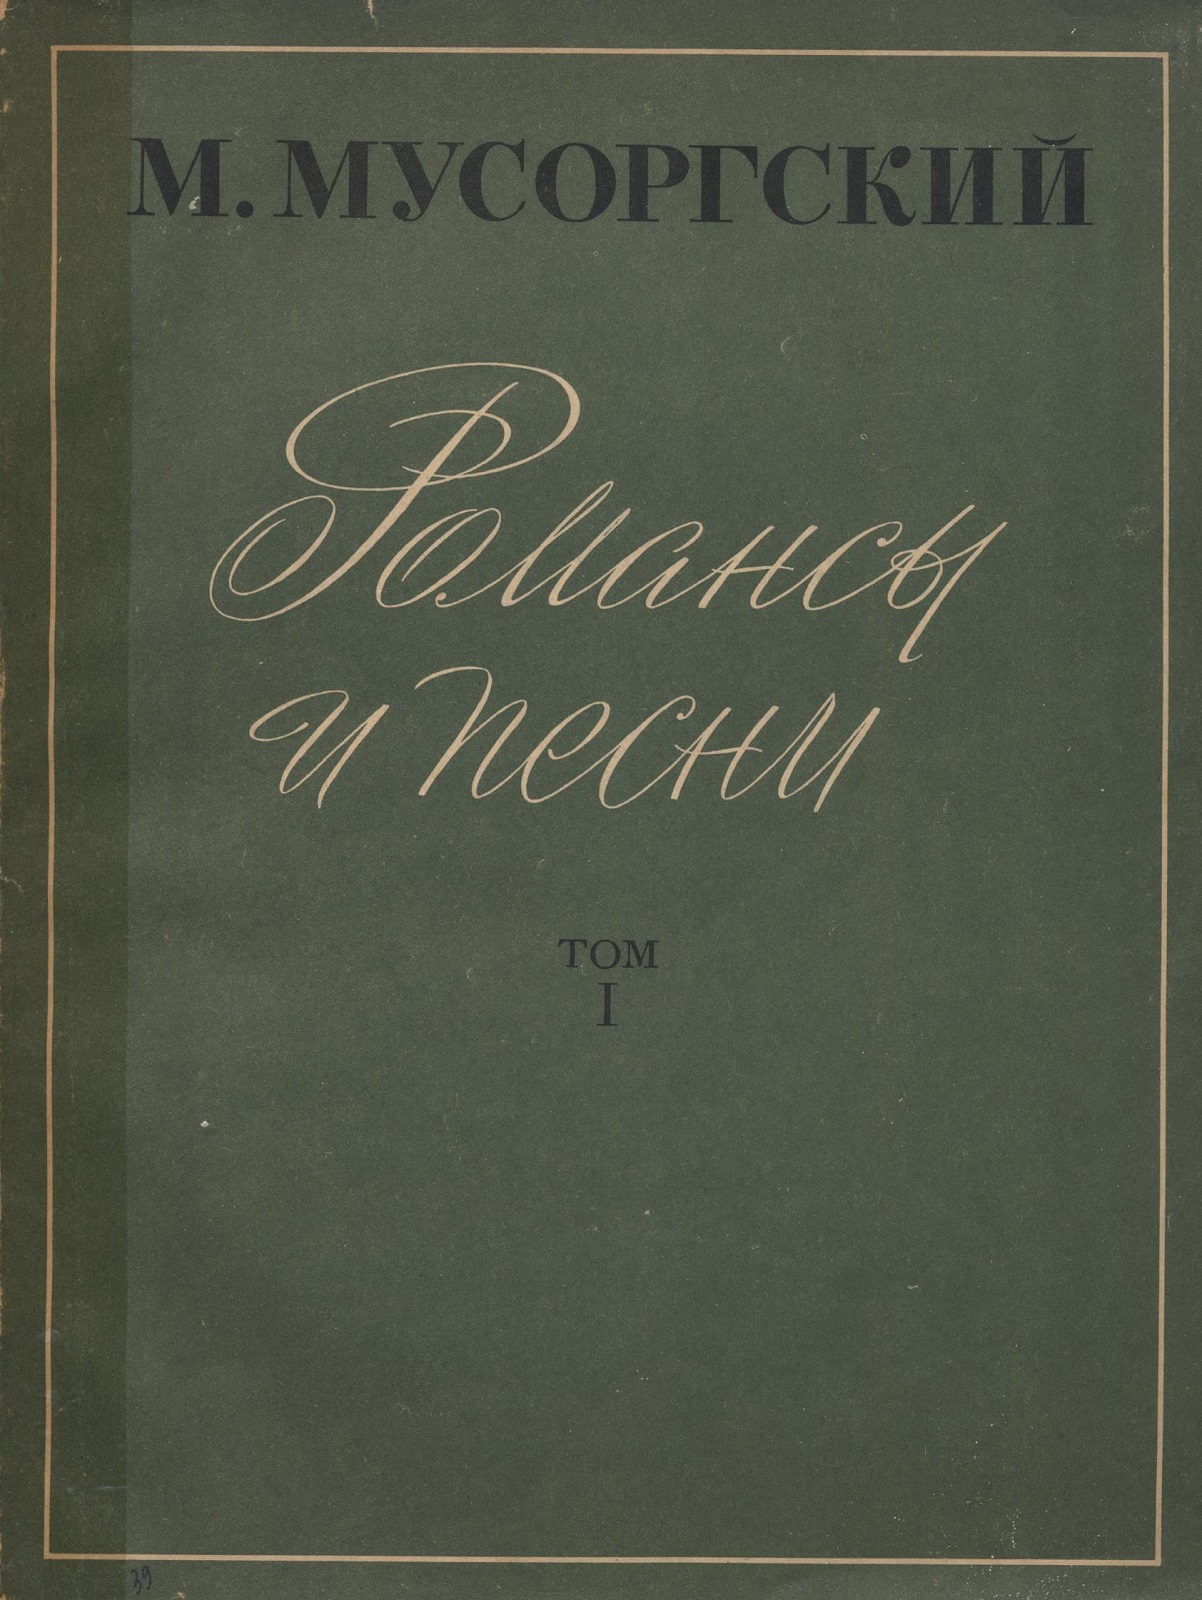 М. МУСОРГСКИЙ
Романсы
и песни
ТОМ
I
39